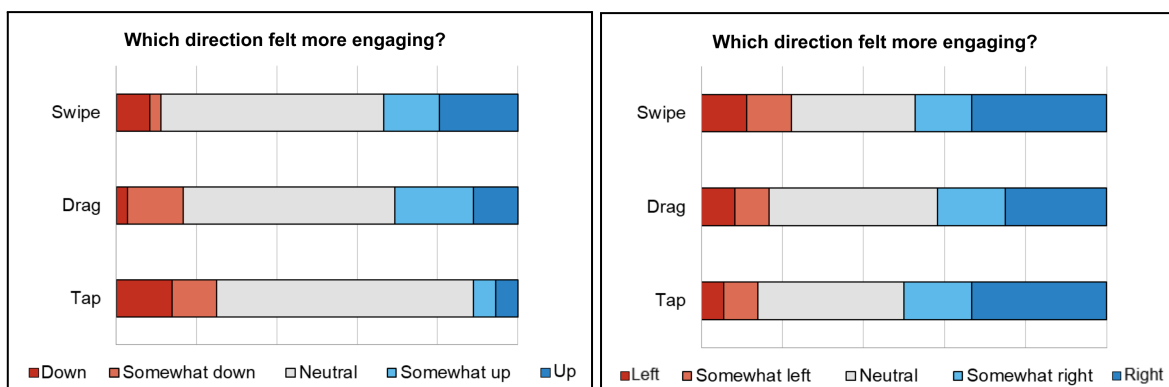 Which direction felt more engaging?
Swipe
Drag
Tap
Down Somewhat down Neutral Somewhat up Up
Which direction felt more engaging?
Swipe
Drag
Tap
Left Somewhat left Neutral Somewhat right Right